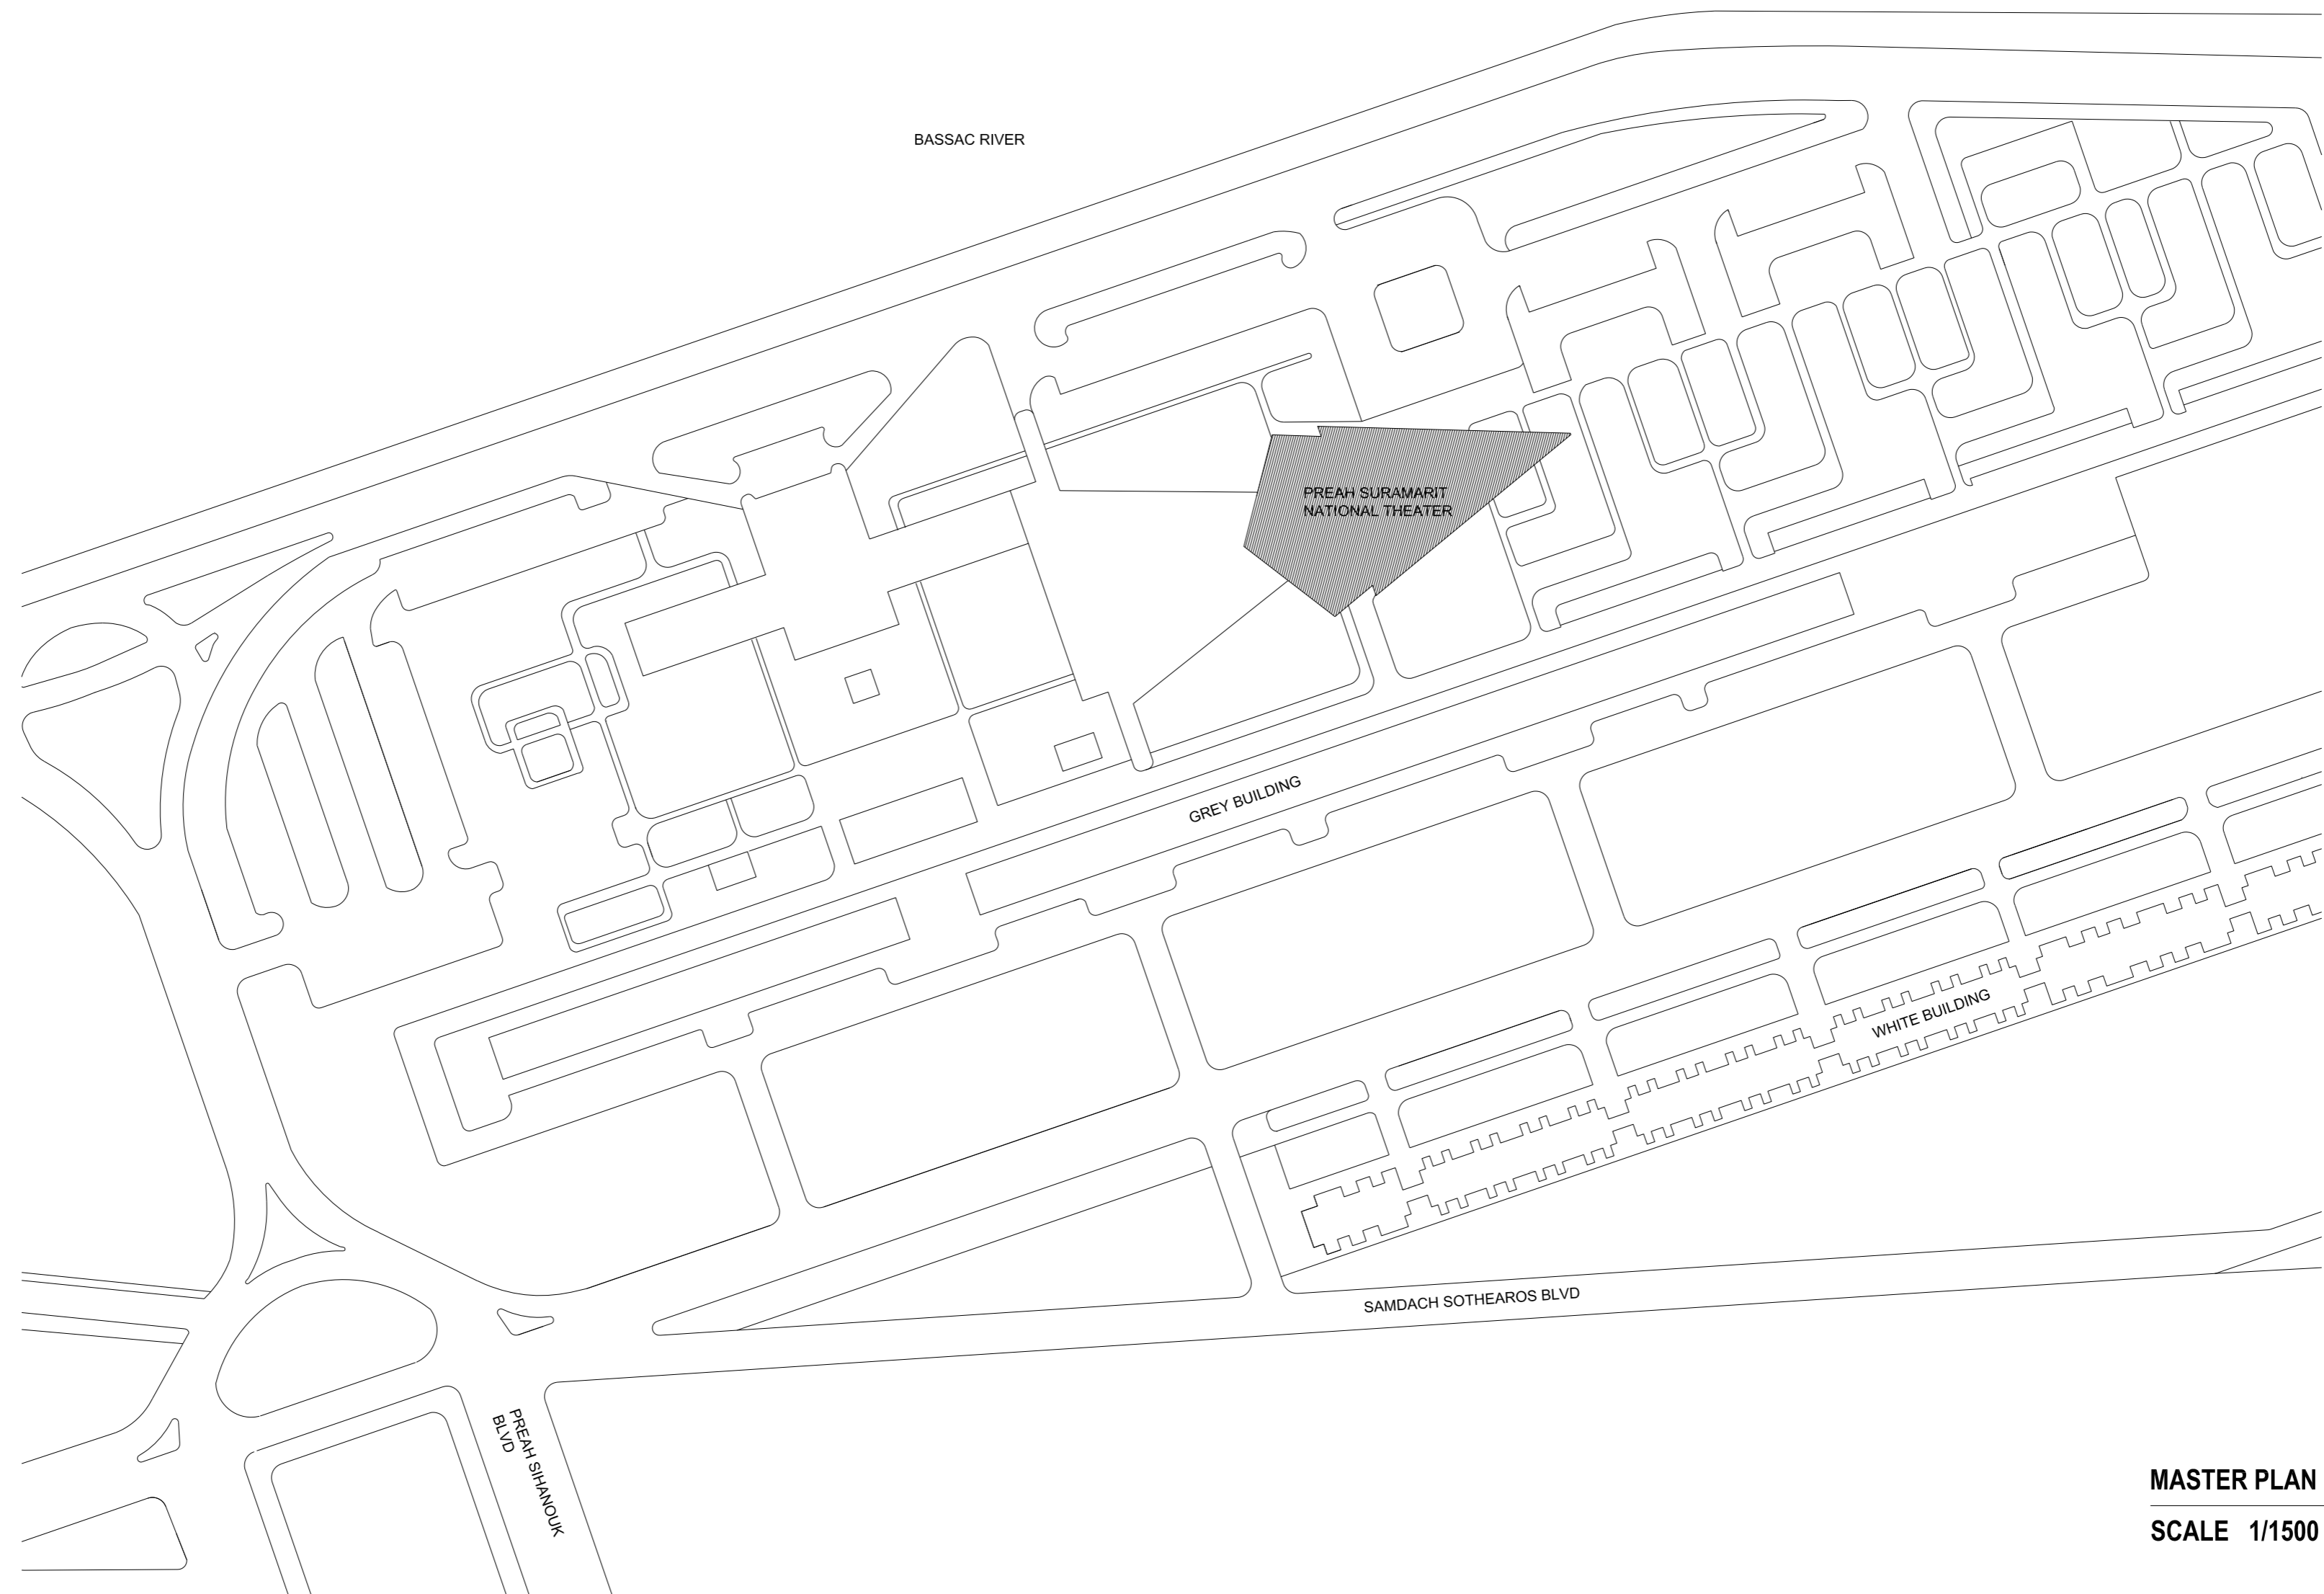 BASSAC RIVER
PREAH SURAMARIT
NATIONAL THEATER
GREY BUILDING
WHITE BUILDING
SAMDACH SOTHEAROS BLVD
PREAH SIHANOUK
BLVD
MASTER PLAN
SCALE 1/1500